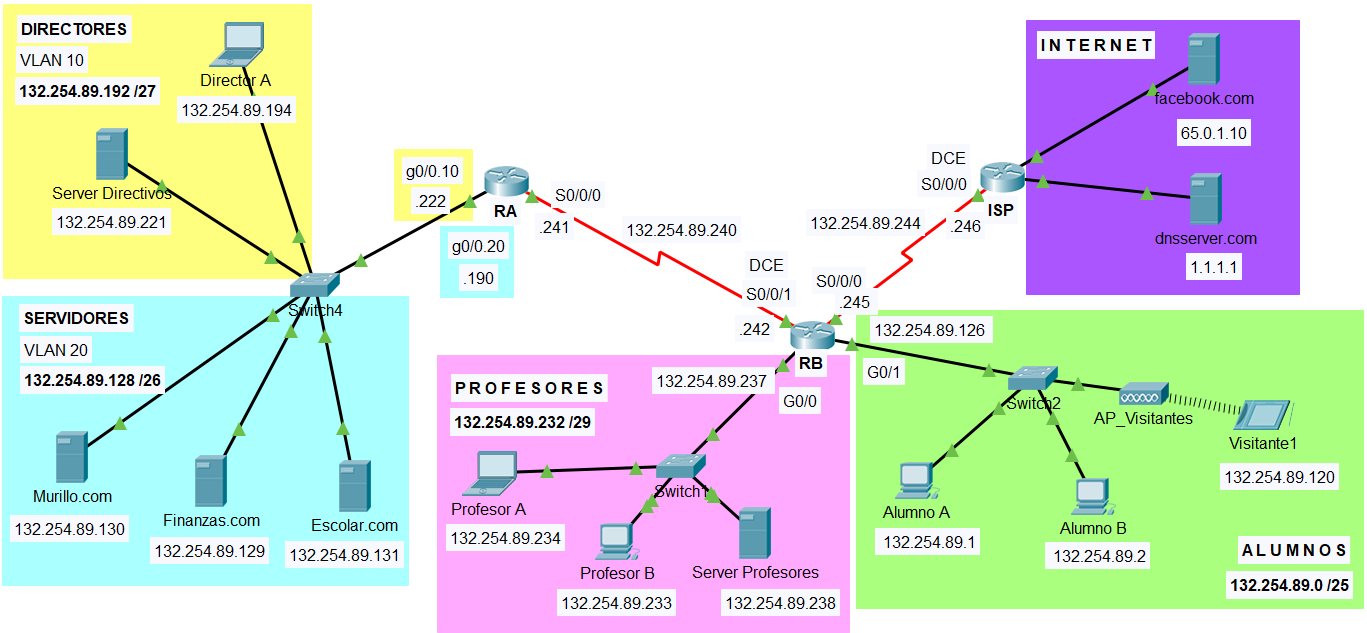 DIRECTORES
VLAN 10
132.254.89.192 /27
Director A
132.254.89.194
Server Directivos
132.254.89.221
Switch4
SERVIDORES
VLAN 20
132.254.89.128 /26
Murillo.com
132.254.89.130
Finanzas.com
132.254.89.129
Escolar.com
132.254.89.131
g0/0.10
.222
g0/0.20
.190
RA
S0/0/0
.241
132.254.89.240
DCE
S0/0/1
.242
RB
S0/0/0
.245
132.254.89.244
DCE
S0/0/0
.246
ISP
INTERNET
facebook.com
65.0.1.10
dnsserver.com
1.1.1.1
PROFESORES
132.254.89.232 /29
132.254.89.237
G0/0
Switch1
Profesor A
132.254.89.234
Profesor B
132.254.89.233
Server Profesores
132.254.89.238
132.254.89.126
G0/1
Switch2
AP_Visitantes
Visitante1
132.254.89.120
Alumno A
132.254.89.1
Alumno B
132.254.89.2
ALUMNOS
132.254.89.0 /25